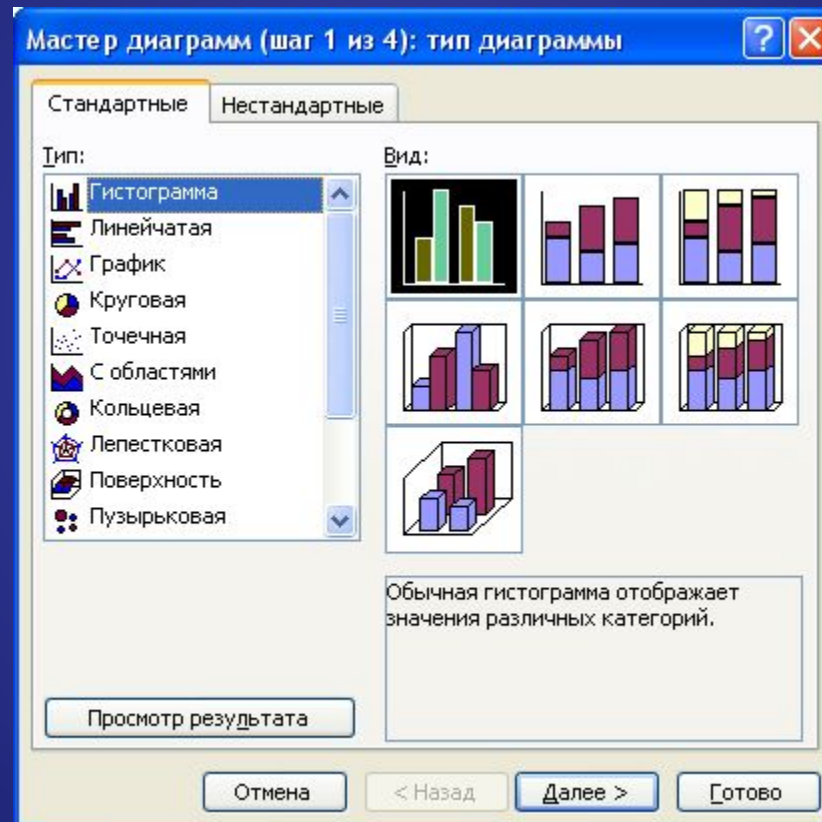 Мастер диаграмм (шаг 1 из 4): тип диаграммы
Стандартные
Нестандартные
Тип:
Гистограмма
Линейчатая
График
Круговая
Точечная
С областями
Кольцевая
Лепестковая
Поверхность
Пузырьковая
Вид:
Обычная гистограмма отображает
значения различных категорий.
Просмотр результата
Отмена
< Назад
Далее >
Готово